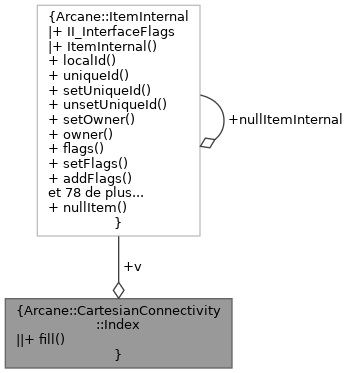 {Arcane::ItemInternal
|+ II_InterfaceFlags
|+ ItemInternal()
+ localId()
+ uniqueId()
+ setUniqueId()
+ unsetUniqueId()
+ setOwner()
+ owner()
+ flags()
+ setFlags()
+ addFlags()
et 78 de plus...
+ nullItem()
}
+nullItemInternal
+v
{Arcane::CartesianConnectivity
::Index
||+ fill()
}